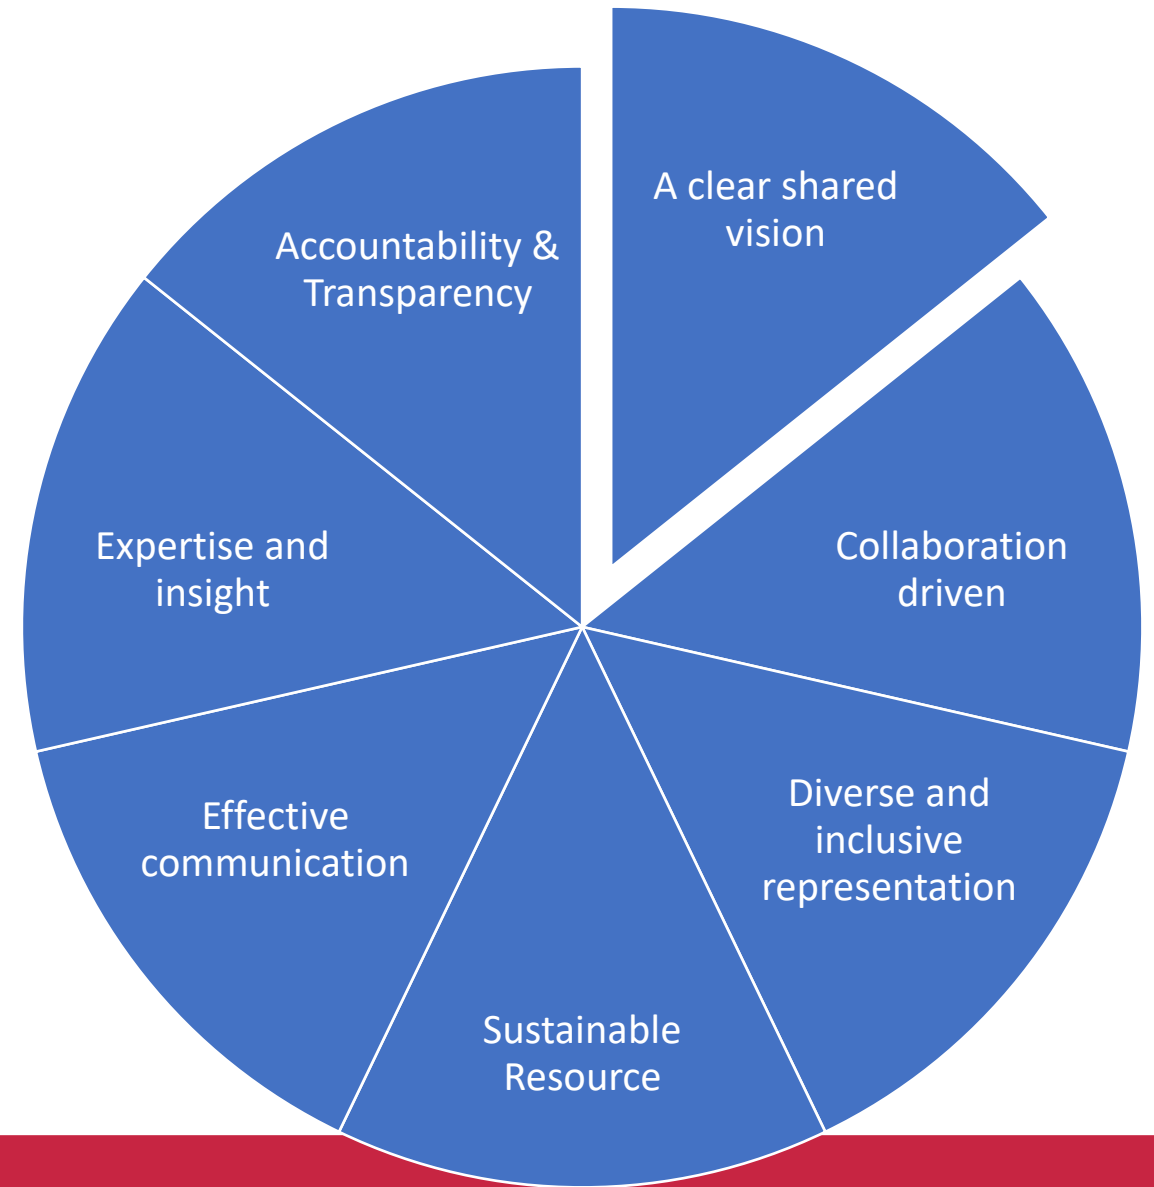 A clear shared
vision
Collaboration
driven
Diverse and
inclusive
representation
Sustainable
Resource
Effective
communication
Expertise and
insight
Accountability &
Transparency